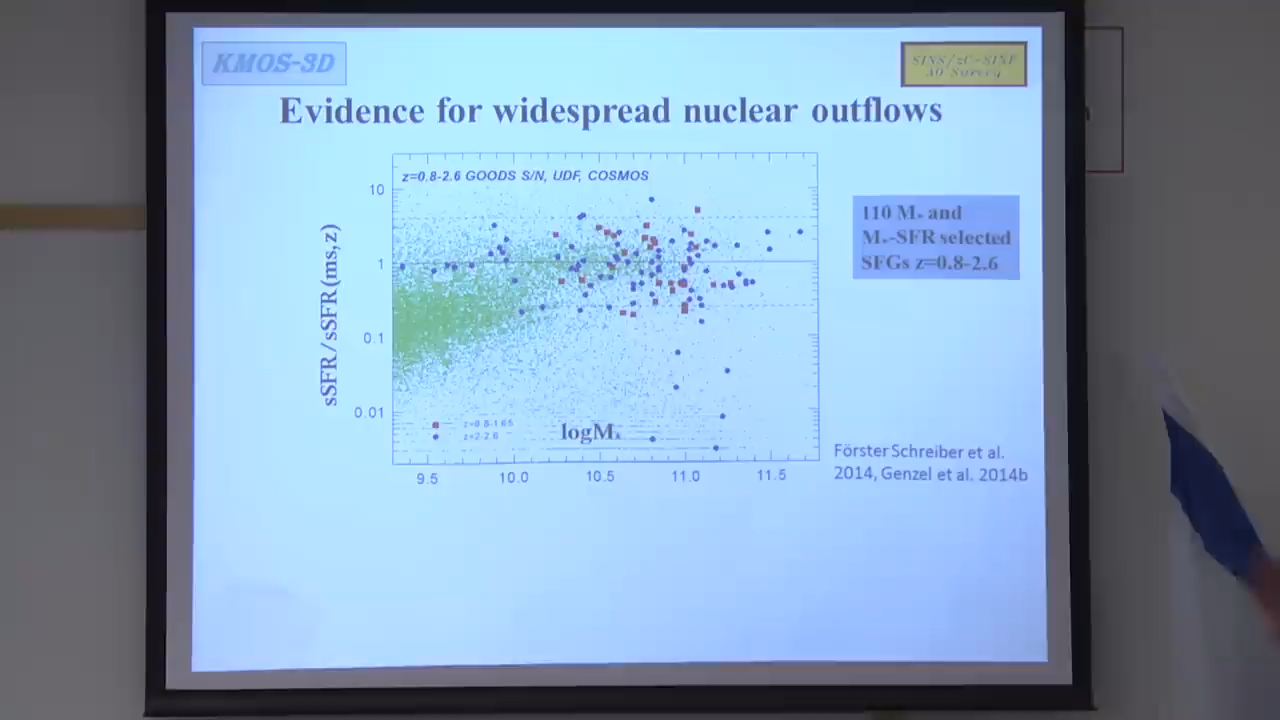 KMOS-3D
SINS/zC-SINF
AO Survey
Evidence for widespread nuclear outflows
z=0.8-2.6 GOODS S/N, UDF, COSMOS
sSFR/sSFR(ms,z)
10
1
0.1
0.01
z=0.8-1.65
z=2-2.6
logM*
9.5 10.0 10.5 11.0 11.5
110 M* and
M*-SFR selected
SFGs z=0.8-2.6
Förster Schreiber et al.
2014, Genzel et al. 2014b